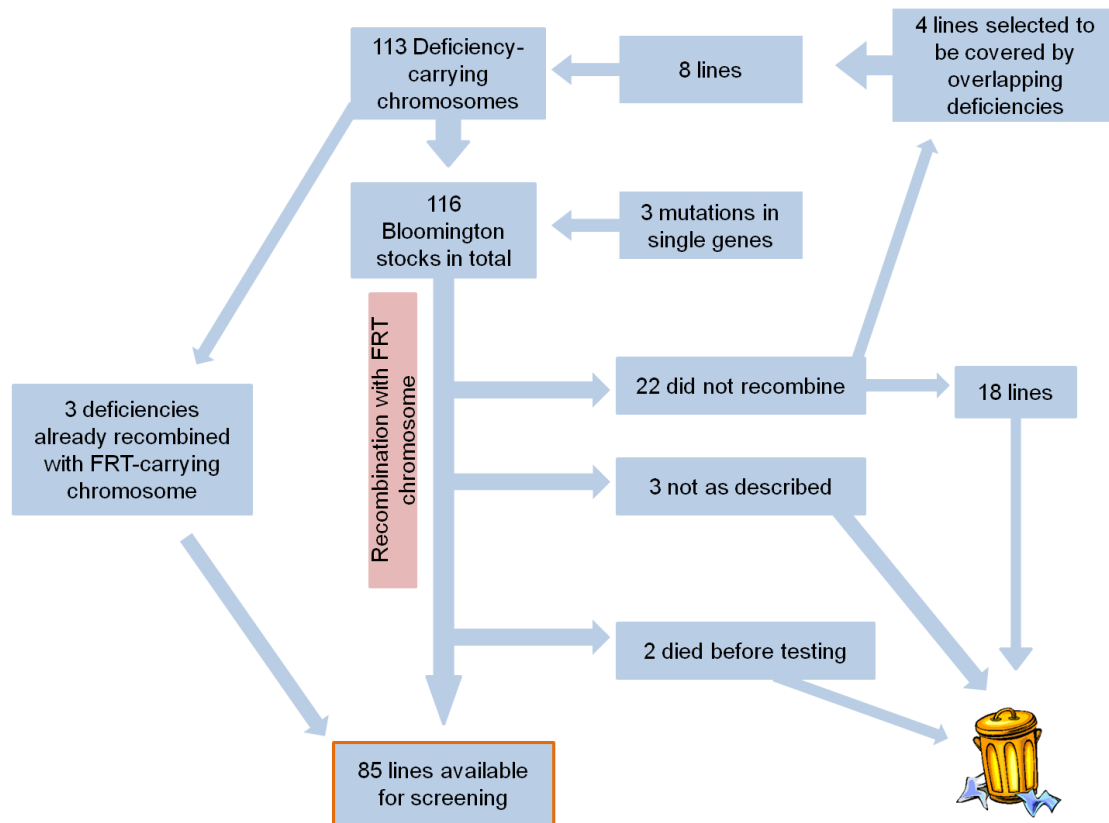 113 Deficiency-
carrying
chromosomes
8 lines
4 lines selected to
be covered by
overlapping
deficiencies
116
Bloomington
stocks in total
3 mutations in
single genes
Recombination with FRT
chromosome
22 did not recombine
18 lines
3 deficiencies
already recombined
with FRT-carrying
chromosome
3 not as described
2 died before testing
85 lines available
for screening